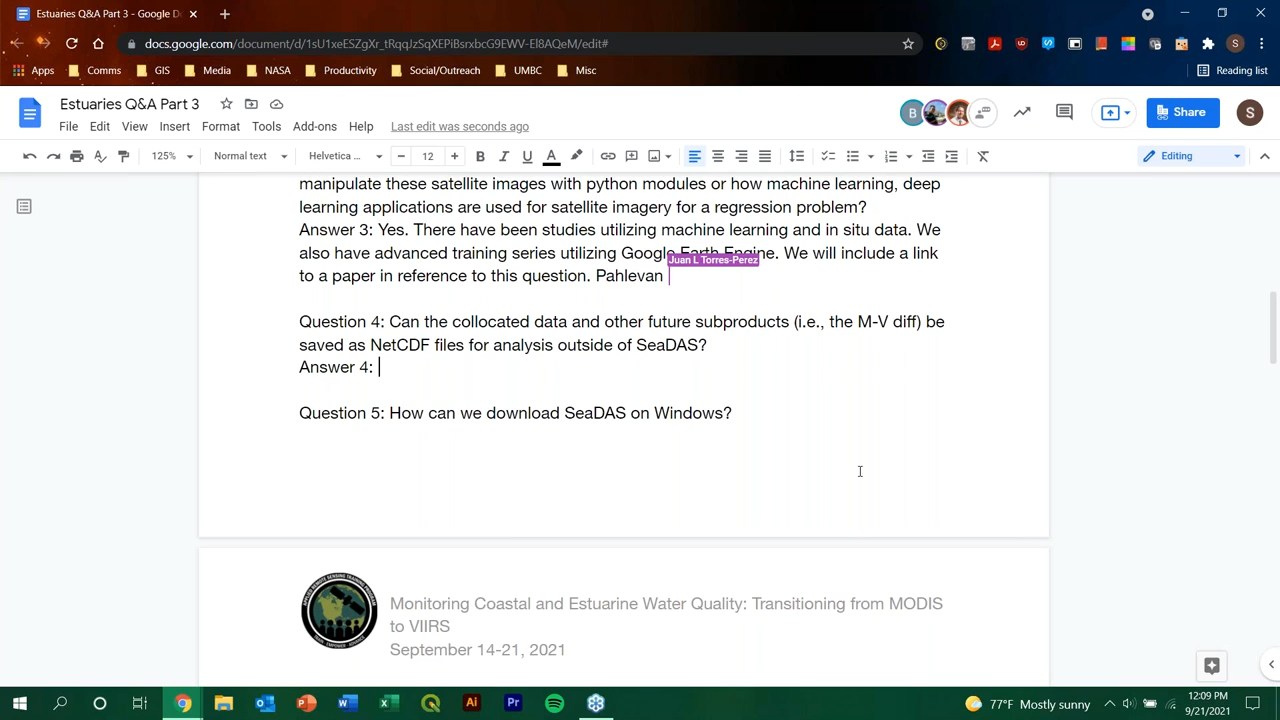 Estuaries Q&A Part 3 - Google D
docs.google.com/document/d/1sU1xeESZgXr_tRqqJzSqXEPiBsrxbcG9EWV-El8AQeM/edit#
Apps Comms GIS Media NASA Productivity Social/Outreach UMBC Misc Reading list
Estuaries Q&A Part 3
File Edit View Insert Format Tools Add-ons Help Last edit was seconds ago
B Share S
125% Normal text Helvetica ... 12 Editing
manipulate these satellite images with python modules or how machine learning, deep
learning applications are used for satellite imagery for a regression problem?
Answer 3: Yes. There have been studies utilizing machine learning and in situ data. We
also have advanced training series utilizing Google Earth Engine. We will include a link
Juan L Torres-Perez
to a paper in reference to this question. Pahlevan
Question 4: Can the collocated data and other future subproducts (i.e., the M-V diff) be
saved as NetCDF files for analysis outside of SeaDAS?
Answer 4:
Question 5: How can we download SeaDAS on Windows?
Monitoring Coastal and Estuarine Water Quality: Transitioning from MODIS
to VIIRS
September 14-21, 2021
77°F Mostly sunny
12:09 PM
9/21/2021